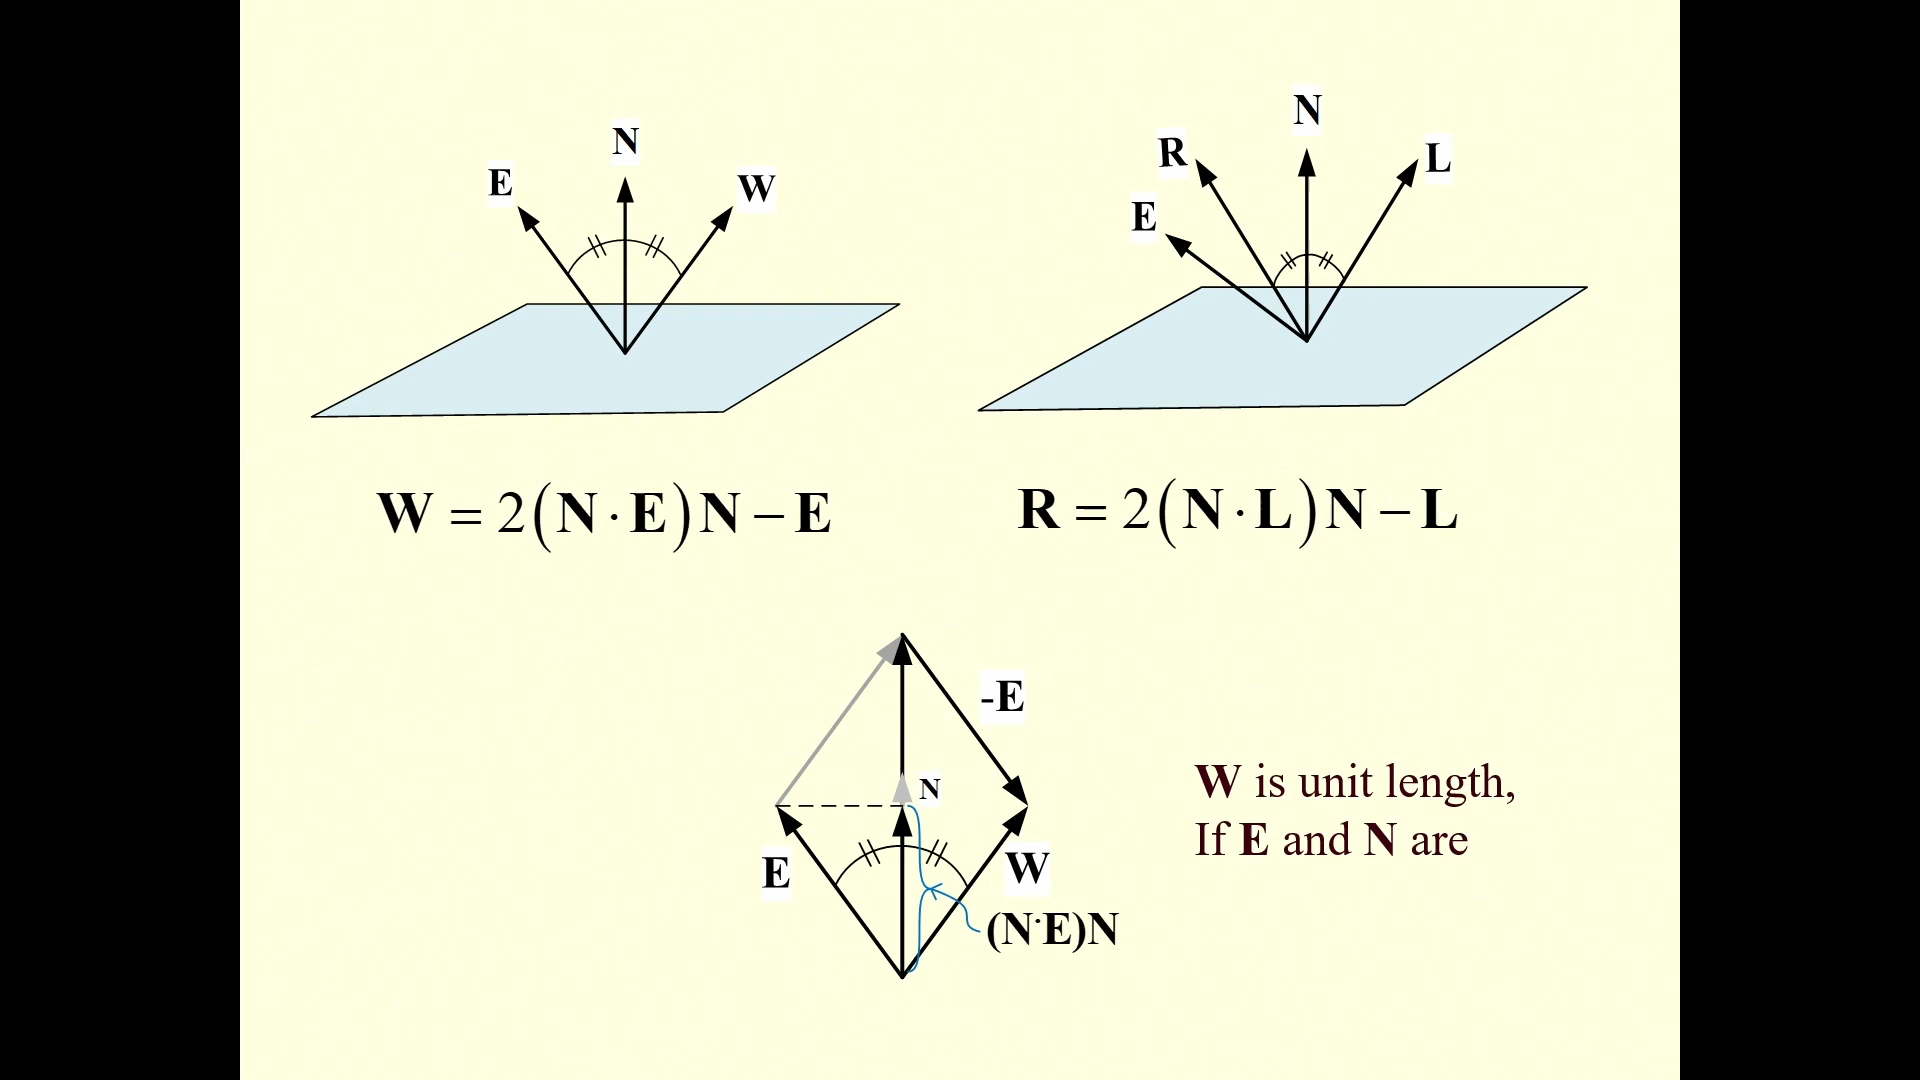 N
E
W
N
R
L
E
W = 2(N · E)N − E
R = 2(N · L)N − L
-E
N
E
W
(N·E)N
W is unit length,
If E and N are